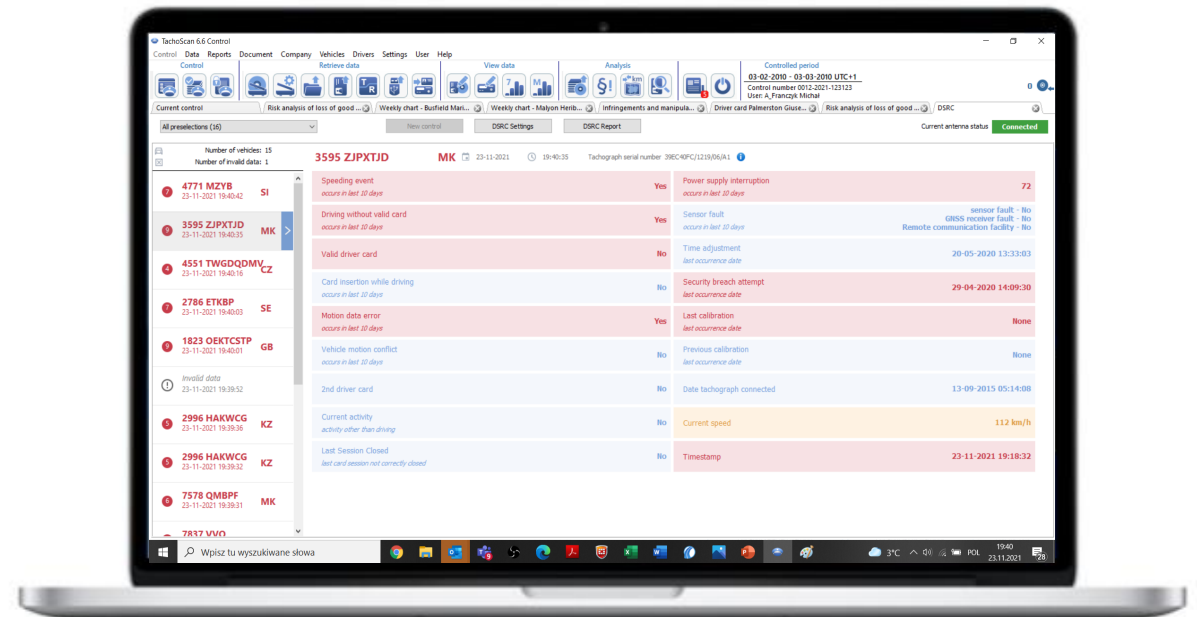 TachoScan 6.6 Control
Control Data Reports Document Company Vehicles Drivers Settings User Help
Control Retrieve data View data Analysis Controlled period
03-02-2010 - 03-03-2010 UTC+1
Control number 0012-2021-123123
User: A_Franczyk Michał
0
Current control Risk analysis of loss of good ... Weekly chart - Busfield Mari... Weekly chart - Malyon Herib... Infringements and manipula... Driver card Palmerston Giuse... Risk analysis of loss of good ... DSRC
All preselections (16) New control DSRC Settings DSRC Report Current antenna status Connected
Number of vehicles: 15
Number of invalid data: 1
3595 ZJPXTJD MK 23-11-2021 19:40:35 Tachograph serial number 39EC40FC/1219/06/A1
7 4771 MZYB SI
23-11-2021 19:40:42
9 3595 ZJPXTJD MK
23-11-2021 19:40:35
4 4551 TWGDQDMV CZ
23-11-2021 19:40:16
7 2786 ETKBP SE
23-11-2021 19:40:03
9 1823 OEKTCSTP GB
23-11-2021 19:40:01
Invalid data
23-11-2021 19:39:52
5 2996 HAKWCG KZ
23-11-2021 19:39:36
5 2996 HAKWCG KZ
23-11-2021 19:39:32
6 7578 QMBPF MK
23-11-2021 19:39:31
7837 VVO
Speeding event Yes
occurs in last 10 days
Driving without valid card Yes
occurs in last 10 days
Valid driver card No
Card insertion while driving No
occurs in last 10 days
Motion data error Yes
occurs in last 10 days
Vehicle motion conflict No
occurs in last 10 days
2nd driver card No
Current activity No
activity other than driving
Last Session Closed No
last card session not correctly closed
Power supply interruption 72
occurs in last 10 days
Sensor fault
occurs in last 10 days
sensor fault - No
GNSS receiver fault - No
Remote communication facility - No
Time adjustment 20-05-2020 13:33:03
last occurrence date
Security breach attempt 29-04-2020 14:09:30
last occurrence date
Last calibration None
last occurrence date
Previous calibration None
last occurrence date
Date tachograph connected 13-09-2015 05:14:08
Current speed 112 km/h
Timestamp 23-11-2021 19:18:32
Wpisz tu wyszukiwane słowa
3°C POL 19:40
23.11.2021
28